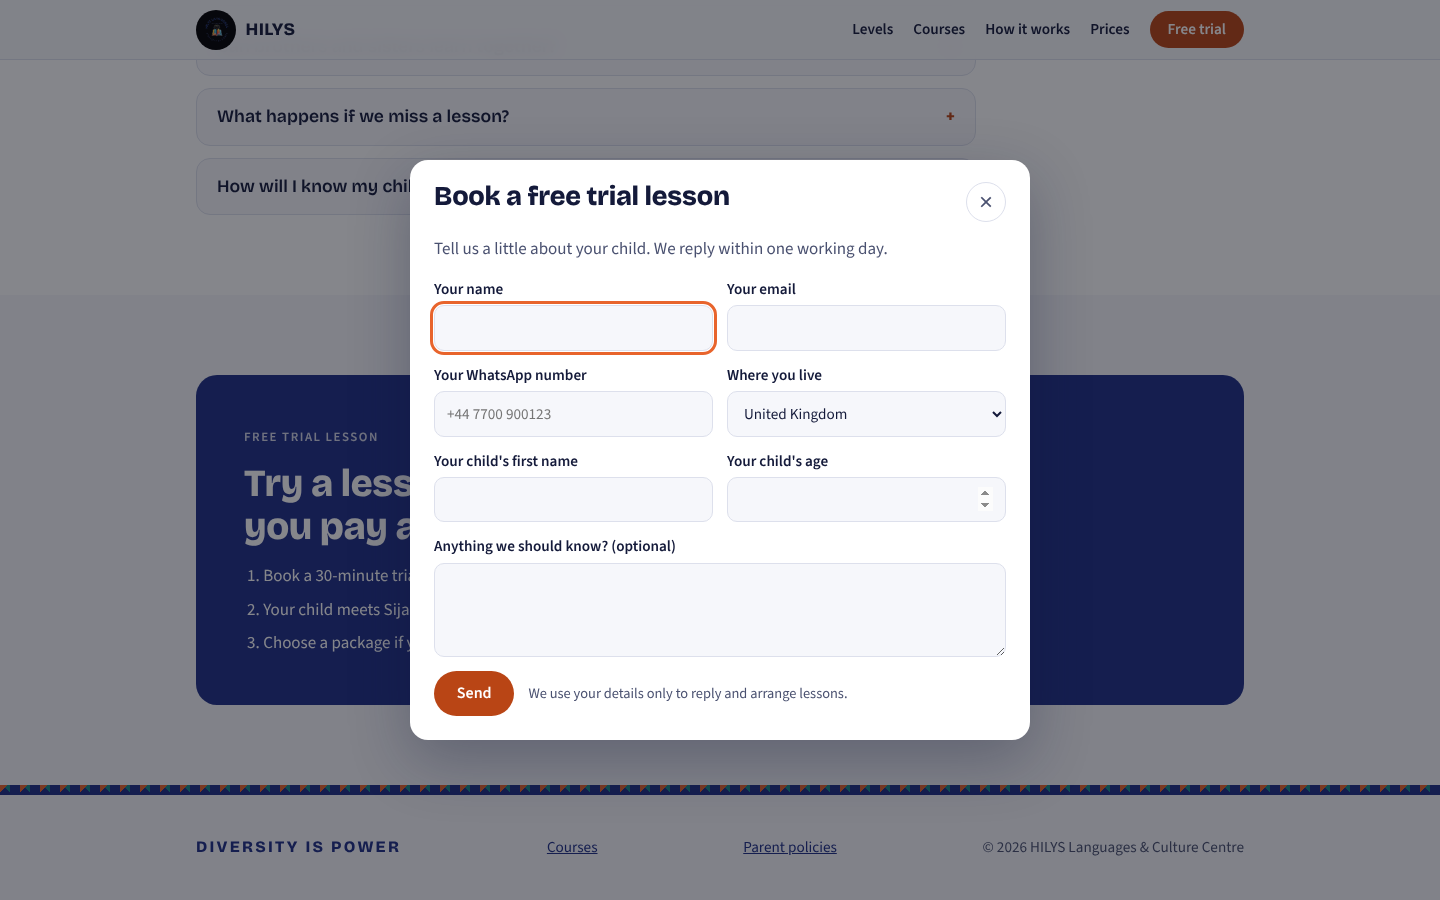 HILYS
Levels Courses How it works Prices Free trial
What happens if we miss a lesson? +
How will I know my chil
Book a free trial lesson
Tell us a little about your child. We reply within one working day.
Your name Your email
Your WhatsApp number Where you live
+44 7700 900123 United Kingdom
Your child's first name Your child's age
Anything we should know? (optional)
Send We use your details only to reply and arrange lessons.
FREE TRIAL LESSON
Try a less
you pay a
1. Book a 30-minute tria
2. Your child meets Sija
3. Choose a package if y
DIVERSITY IS POWER Courses Parent policies © 2026 HILYS Languages & Culture Centre